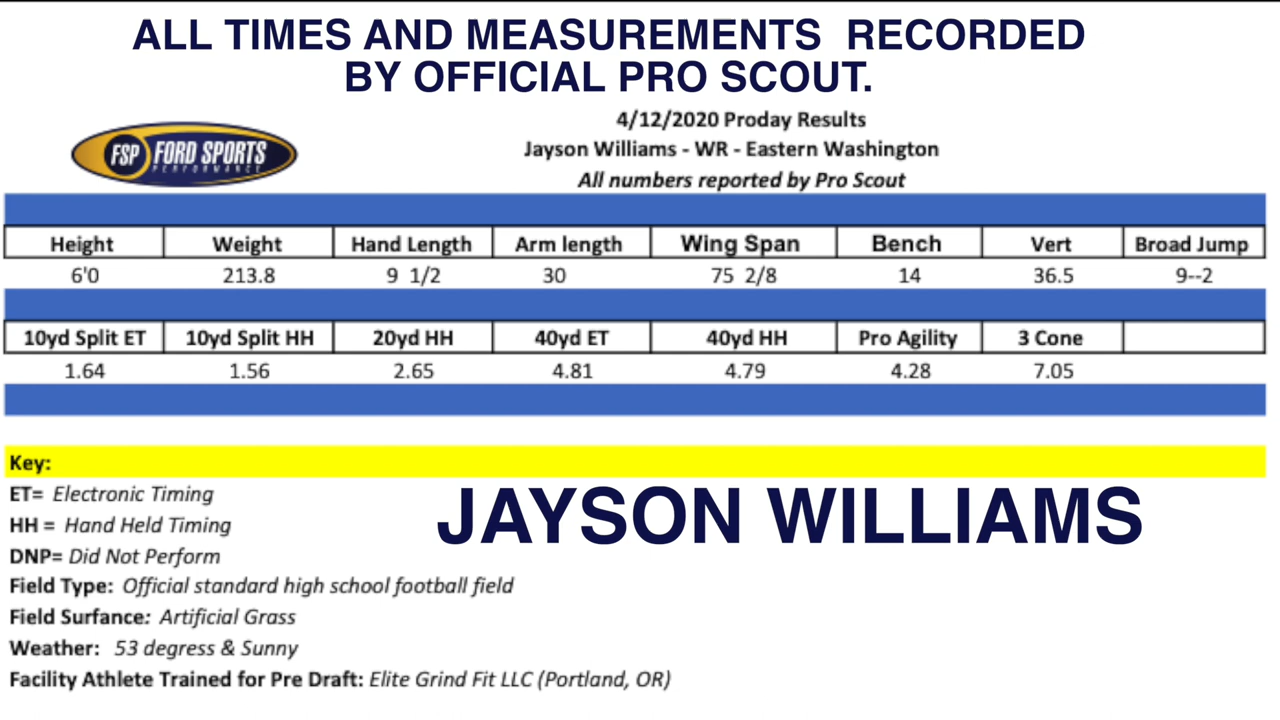 ALL TIMES AND MEASUREMENTS RECORDED
BY OFFICIAL PRO SCOUT.
4/12/2020 Proday Results
FSP FORD SPORTS
PERFORMANCE
Jayson Williams - WR - Eastern Washington
All numbers reported by Pro Scout
Height Weight Hand Length Arm length Wing Span Bench Vert Broad Jump
6'0 213.8 9 1/2 30 75 2/8 14 36.5 9--2
10yd Split ET 10yd Split HH 20yd HH 40yd ET 40yd HH Pro Agility 3 Cone
1.64 1.56 2.65 4.81 4.79 4.28 7.05
Key:
ET= Electronic Timing
HH = Hand Held Timing
DNP= Did Not Perform
JAYSON WILLIAMS
Field Type: Official standard high school football field
Field Surfance: Artificial Grass
Weather: 53 degress & Sunny
Facility Athlete Trained for Pre Draft: Elite Grind Fit LLC (Portland, OR)